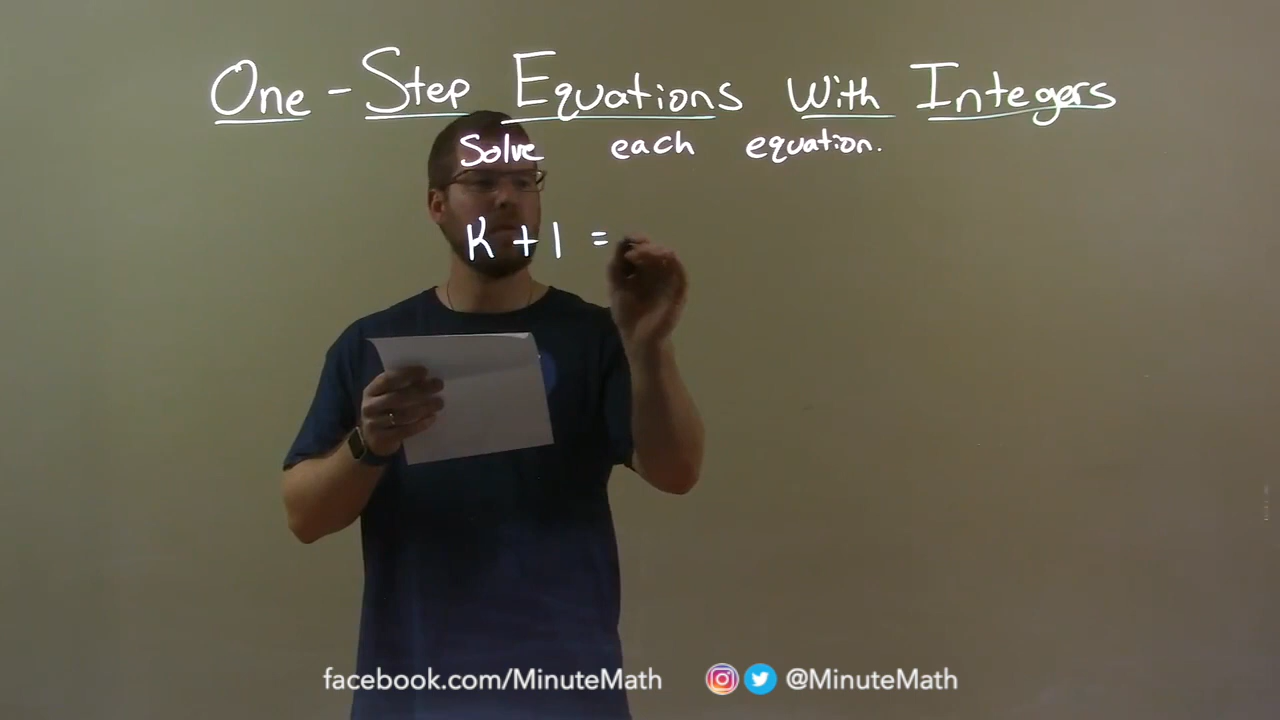 One-Step Equations With Integers
Solve each equation.
K + 1 =
facebook.com/MinuteMath @MinuteMath